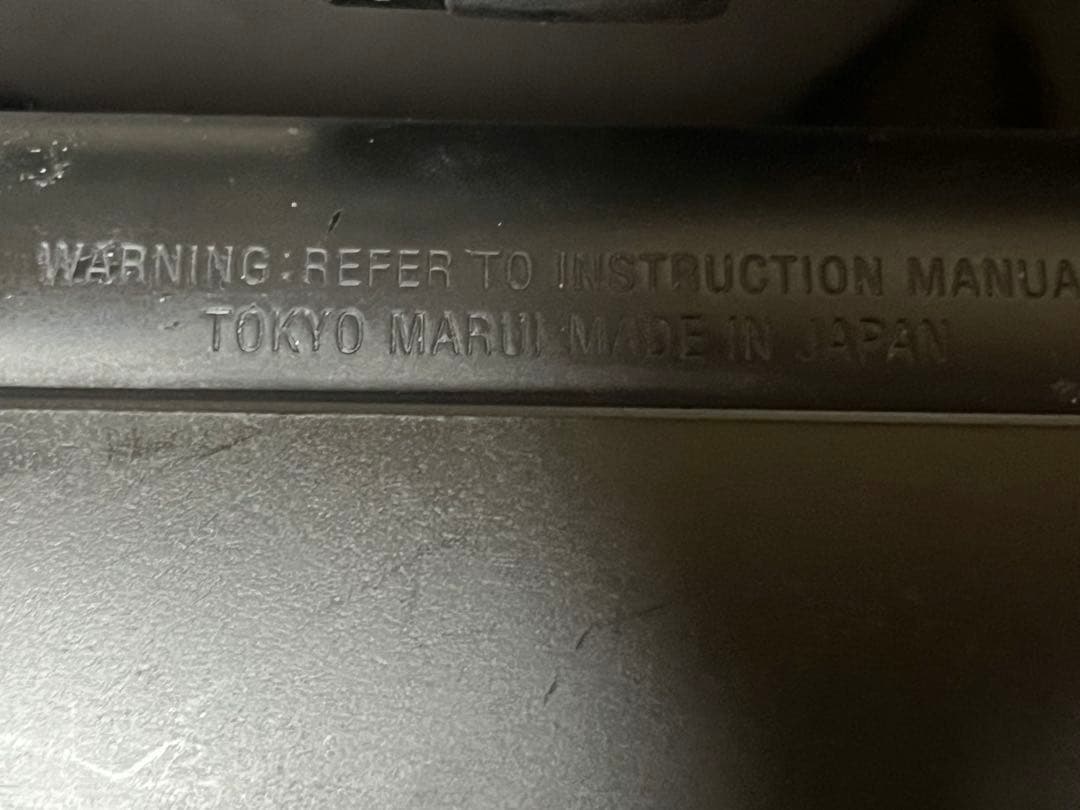 WARNING:REFER TO INSTRUCTION MANUA
TOKYO MARUI MADE IN JAPAN